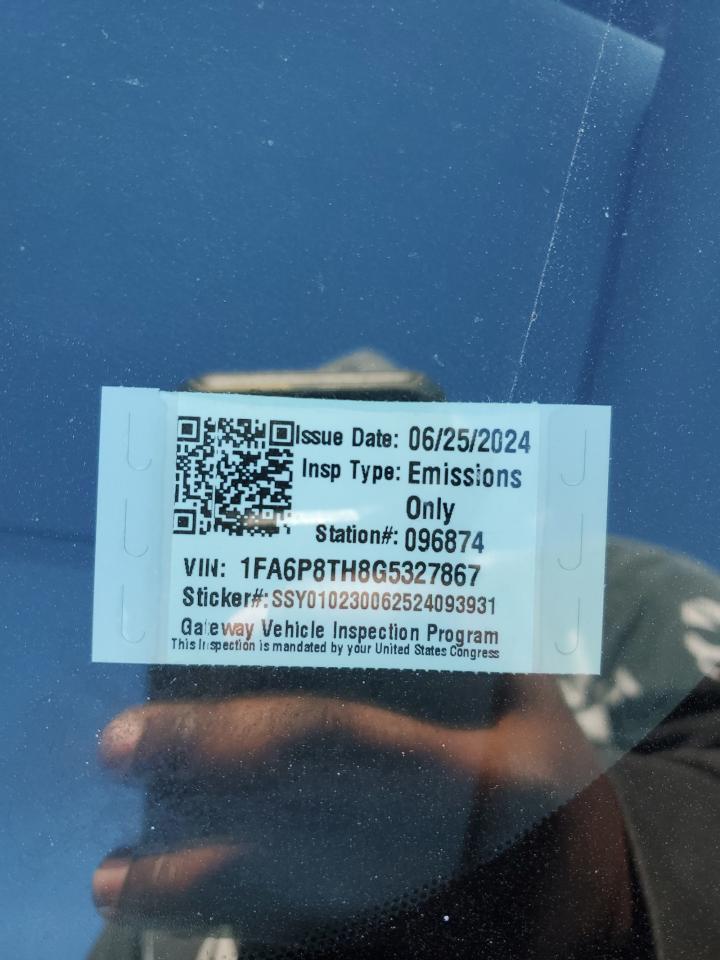 Issue Date: 06/25/2024
Insp Type: Emissions
Only
Station#: 096874
VIN: 1FA6P8TH8G5327867
Sticker#: SSY010230062524093931
Gateway Vehicle Inspection Program
This Inspection is mandated by your United States Congress